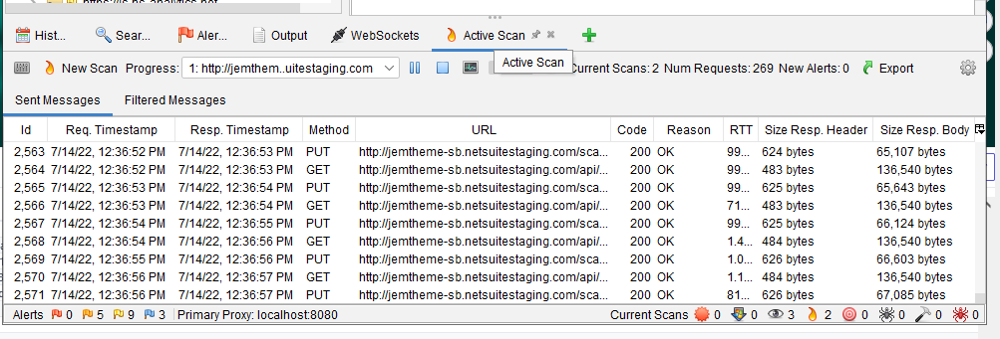 Hist... Sear... Aler... Output WebSockets Active Scan
New Scan Progress: 1: http://jemthem..uitestaging.com Current Scans: 2 Num Requests: 269 New Alerts: 0 Export
Active Scan
Sent Messages Filtered Messages
Id Req. Timestamp Resp. Timestamp Method URL Code Reason RTT Size Resp. Header Size Resp. Body
2,563 7/14/22, 12:36:52 PM 7/14/22, 12:36:53 PM PUT http://jemtheme-sb.netsuitestaging.com/sca... 200 OK 99... 624 bytes 65,107 bytes
2,564 7/14/22, 12:36:52 PM 7/14/22, 12:36:53 PM GET http://jemtheme-sb.netsuitestaging.com/api/... 200 OK 99... 483 bytes 136,540 bytes
2,565 7/14/22, 12:36:53 PM 7/14/22, 12:36:54 PM PUT http://jemtheme-sb.netsuitestaging.com/sca... 200 OK 99... 625 bytes 65,643 bytes
2,566 7/14/22, 12:36:53 PM 7/14/22, 12:36:54 PM GET http://jemtheme-sb.netsuitestaging.com/api/... 200 OK 71... 483 bytes 136,540 bytes
2,567 7/14/22, 12:36:54 PM 7/14/22, 12:36:55 PM PUT http://jemtheme-sb.netsuitestaging.com/sca... 200 OK 99... 625 bytes 66,124 bytes
2,568 7/14/22, 12:36:54 PM 7/14/22, 12:36:56 PM GET http://jemtheme-sb.netsuitestaging.com/api/... 200 OK 1.4... 484 bytes 136,540 bytes
2,569 7/14/22, 12:36:55 PM 7/14/22, 12:36:56 PM PUT http://jemtheme-sb.netsuitestaging.com/sca... 200 OK 1.0... 626 bytes 66,603 bytes
2,570 7/14/22, 12:36:56 PM 7/14/22, 12:36:57 PM GET http://jemtheme-sb.netsuitestaging.com/api/... 200 OK 1.1... 484 bytes 136,540 bytes
2,571 7/14/22, 12:36:56 PM 7/14/22, 12:36:57 PM PUT http://jemtheme-sb.netsuitestaging.com/sca... 200 OK 81... 626 bytes 67,085 bytes
Alerts 0 5 9 3 Primary Proxy: localhost:8080 Current Scans 0 0 3 2 0 0 0 0